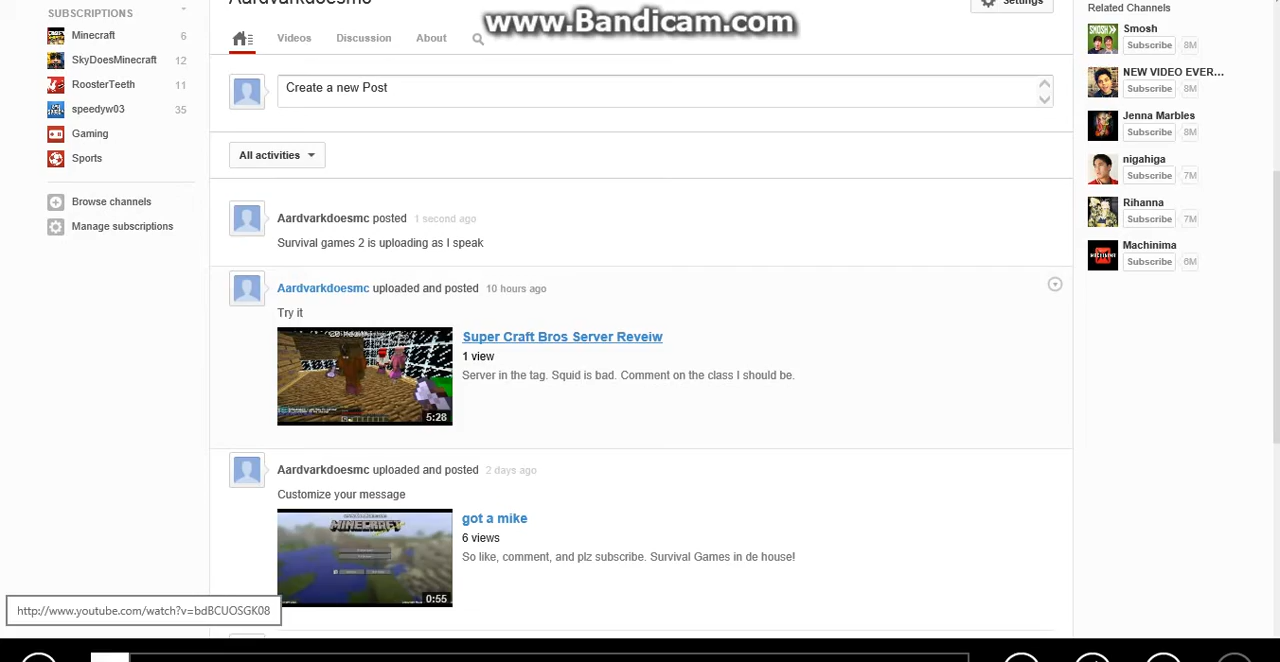 Aardvarkdoesmc
www.Bandicam.com
Settings
SUBSCRIPTIONS
Minecraft 6
SkyDoesMinecraft 12
RoosterTeeth 11
speedyw03 35
Gaming
Sports
Browse channels
Manage subscriptions
Videos Discussion About
Create a new Post
All activities
Aardvarkdoesmc posted 1 second ago
Survival games 2 is uploading as I speak
Aardvarkdoesmc uploaded and posted 10 hours ago
Try it
Super Craft Bros Server Reveiw
1 view
Server in the tag. Squid is bad. Comment on the class I should be.
5:28
Aardvarkdoesmc uploaded and posted 2 days ago
Customize your message
MINECRAFT
got a mike
6 views
So like, comment, and plz subscribe. Survival Games in de house!
0:55
http://www.youtube.com/watch?v=bdBCUOSGK08
Related Channels
SMOSH
Smosh
Subscribe 8M
NEW VIDEO EVER...
Subscribe 8M
Jenna Marbles
Subscribe 8M
nigahiga
Subscribe 7M
Rihanna
Subscribe 7M
Machinima
Subscribe 6M